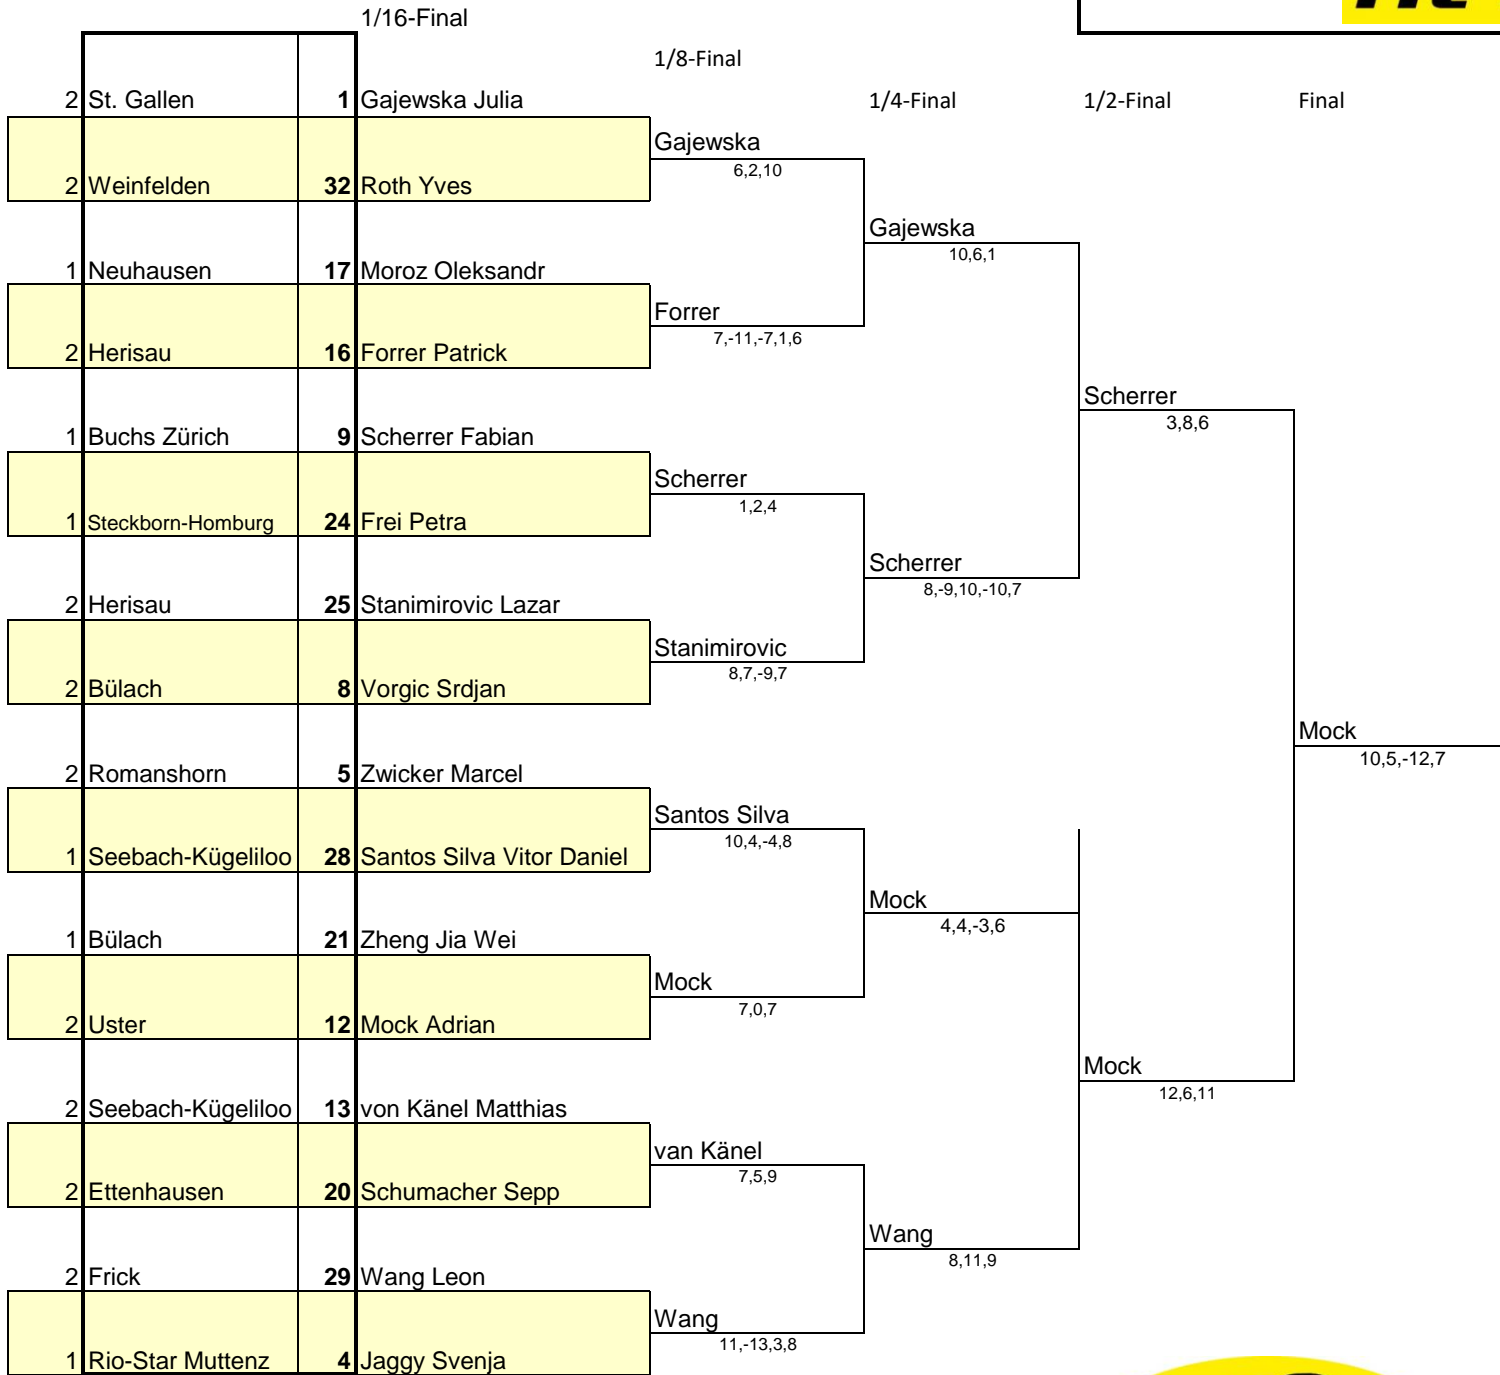 1/16-Final
1/8-Final
2 St. Gallen 1 Gajewska Julia 1/4-Final 1/2-Final Final
Gajewska
6,2,10
2 Weinfelden 32 Roth Yves
Gajewska
10,6,1
1 Neuhausen 17 Moroz Oleksandr
Forrer
7,-11,-7,1,6
2 Herisau 16 Forrer Patrick
Scherrer
3,8,6
1 Buchs Zürich 9 Scherrer Fabian
Scherrer
1,2,4
1 Steckborn-Homburg 24 Frei Petra
Scherrer
8,-9,10,-10,7
2 Herisau 25 Stanimirovic Lazar
Stanimirovic
8,7,-9,7
2 Bülach 8 Vorgic Srdjan
Mock
10,5,-12,7
2 Romanshorn 5 Zwicker Marcel
Santos Silva
10,4,-4,8
1 Seebach-Kügeliloo 28 Santos Silva Vitor Daniel
Mock
4,4,-3,6
1 Bülach 21 Zheng Jia Wei
Mock
7,0,7
2 Uster 12 Mock Adrian
Mock
12,6,11
2 Seebach-Kügeliloo 13 von Känel Matthias
van Känel
7,5,9
2 Ettenhausen 20 Schumacher Sepp
Wang
8,11,9
2 Frick 29 Wang Leon
Wang
11,-13,3,8
1 Rio-Star Muttenz 4 Jaggy Svenja